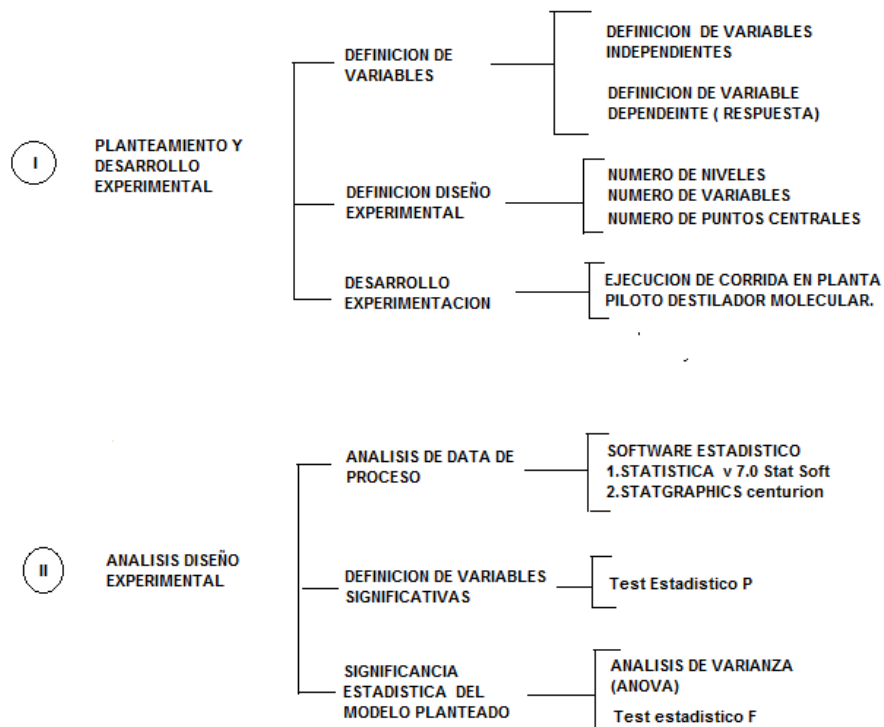 I
PLANTEAMIENTO Y
DESARROLLO
EXPERIMENTAL
DEFINICION DE
VARIABLES
DEFINICION DE VARIABLES
INDEPENDIENTES
DEFINICION DE VARIABLE
DEPENDEINTE ( RESPUESTA)
DEFINICION DISEÑO
EXPERIMENTAL
NUMERO DE NIVELES
NUMERO DE VARIABLES
NUMERO DE PUNTOS CENTRALES
DESARROLLO
EXPERIMENTACION
EJECUCION DE CORRIDA EN PLANTA
PILOTO DESTILADOR MOLECULAR.
II
ANALISIS DISEÑO
EXPERIMENTAL
ANALISIS DE DATA DE
PROCESO
SOFTWARE ESTADISTICO
1.STATISTICA v 7.0 Stat Soft
2.STATGRAPHICS centurion
DEFINICION DE VARIABLES
SIGNIFICATIVAS
Test Estadistico P
SIGNIFICANCIA
ESTADISTICA DEL
MODELO PLANTEADO
ANALISIS DE VARIANZA
(ANOVA)
Test estadistico F